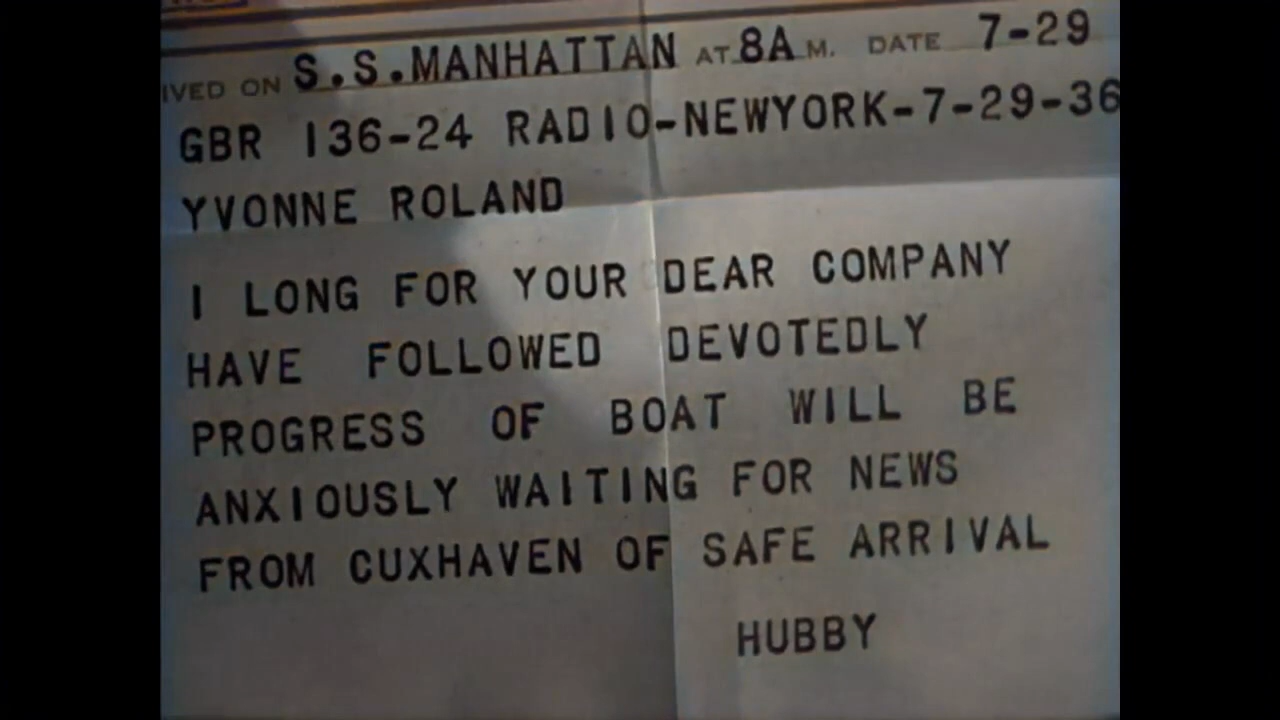 IVED ON S.S.MANHATTAN AT 8A M. DATE 7-29
GBR 136-24 RADIO-NEWYORK-7-29-36
YVONNE ROLAND
I LONG FOR YOUR DEAR COMPANY
HAVE FOLLOWED DEVOTEDLY
PROGRESS OF BOAT WILL BE
ANXIOUSLY WAITING FOR NEWS
FROM CUXHAVEN OF SAFE ARRIVAL
HUBBY